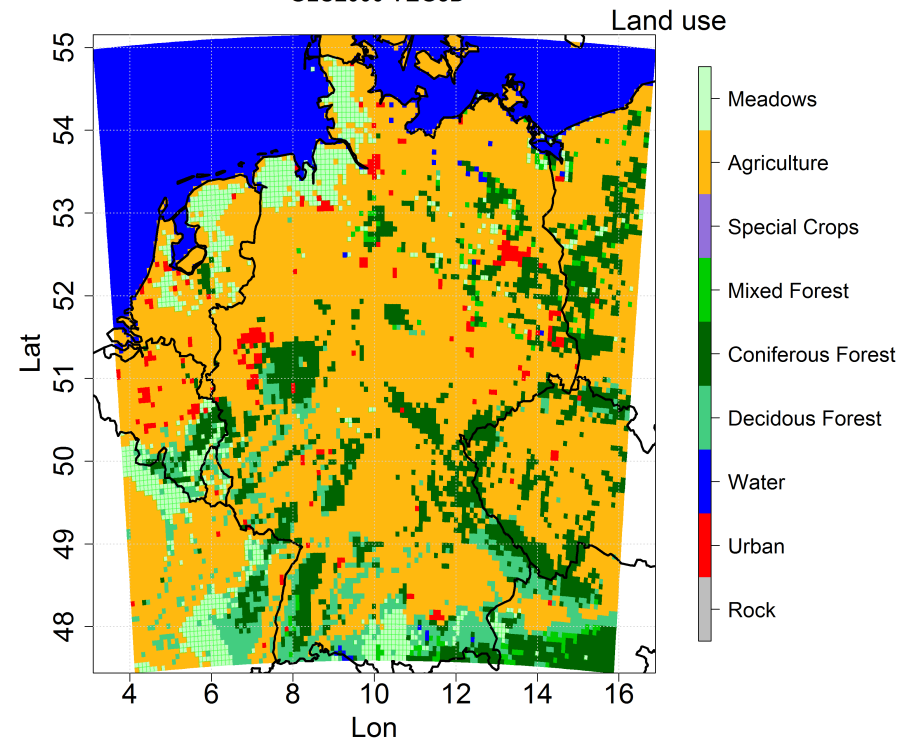 Land use
55
54
53
52
51
50
49
48
Lat
4
6
8
10
12
14
16
Lon
Meadows
Agriculture
Special Crops
Mixed Forest
Coniferous Forest
Decidous Forest
Water
Urban
Rock